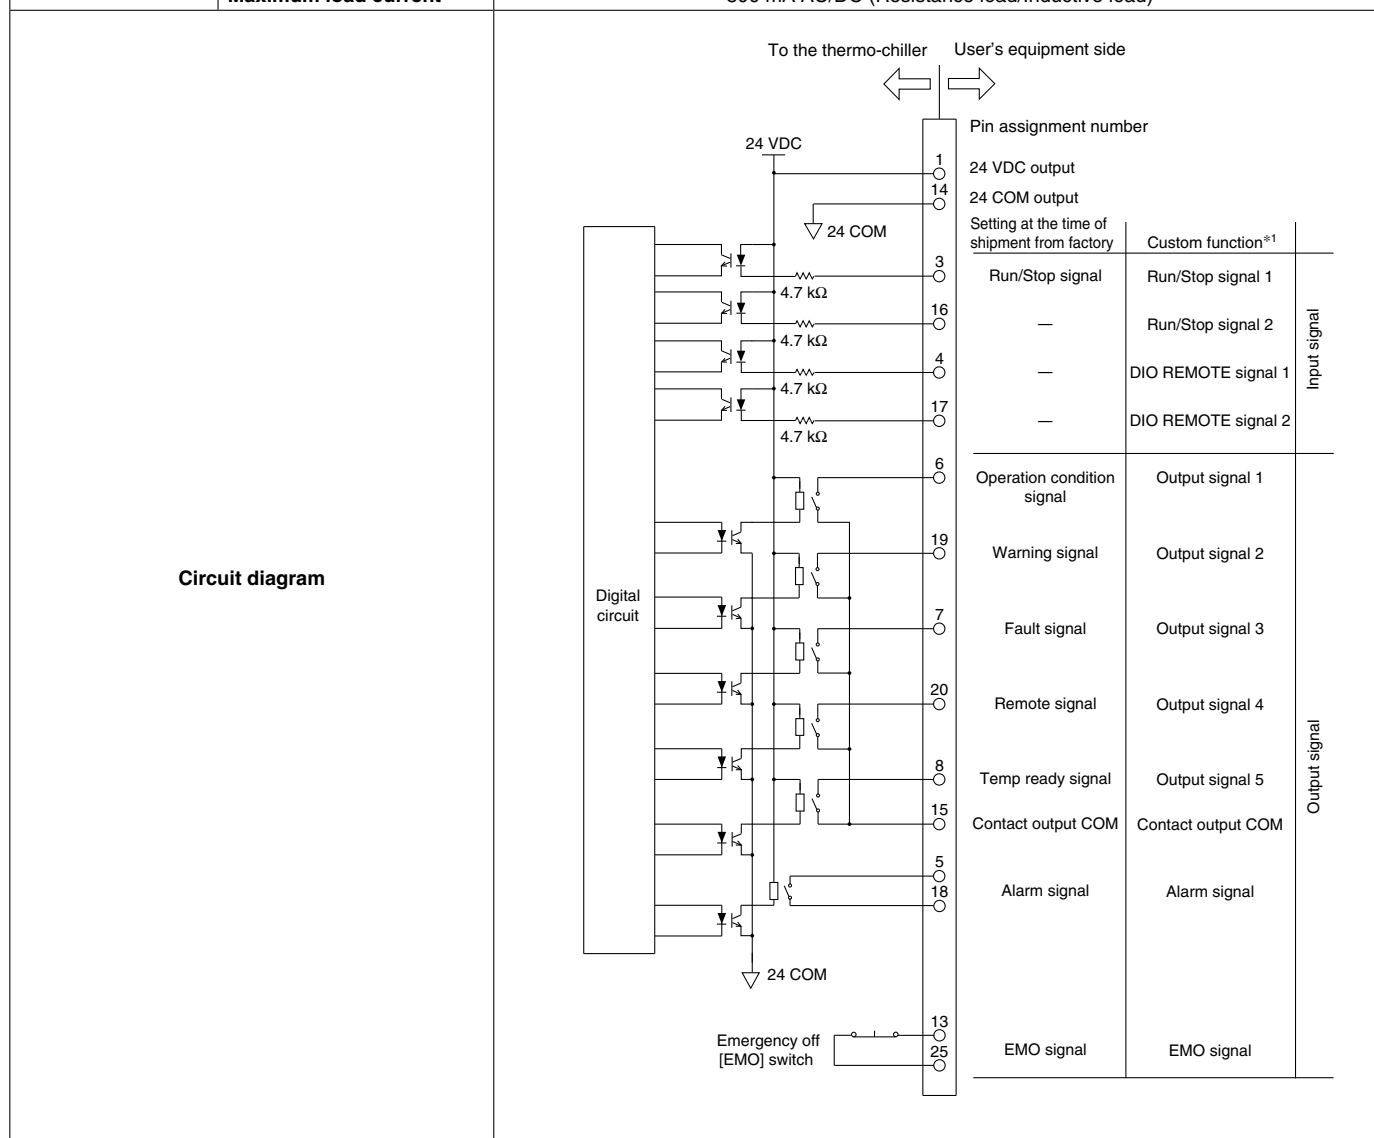 To the thermo-chiller User's equipment side
Pin assignment number
24 VDC
1 24 VDC output
14 24 COM output
24 COM
Setting at the time of
shipment from factory Custom function*1
3 Run/Stop signal Run/Stop signal 1
4.7 kΩ
16 — Run/Stop signal 2
4.7 kΩ
4 — DIO REMOTE signal 1
4.7 kΩ
17 — DIO REMOTE signal 2
4.7 kΩ
Input signal
6 Operation condition Output signal 1
signal
19 Warning signal Output signal 2
Circuit diagram
Digital
circuit
7 Fault signal Output signal 3
20 Remote signal Output signal 4
8 Temp ready signal Output signal 5
15 Contact output COM Contact output COM
5
18 Alarm signal Alarm signal
Output signal
24 COM
Emergency off
[EMO] switch
13
25 EMO signal EMO signal